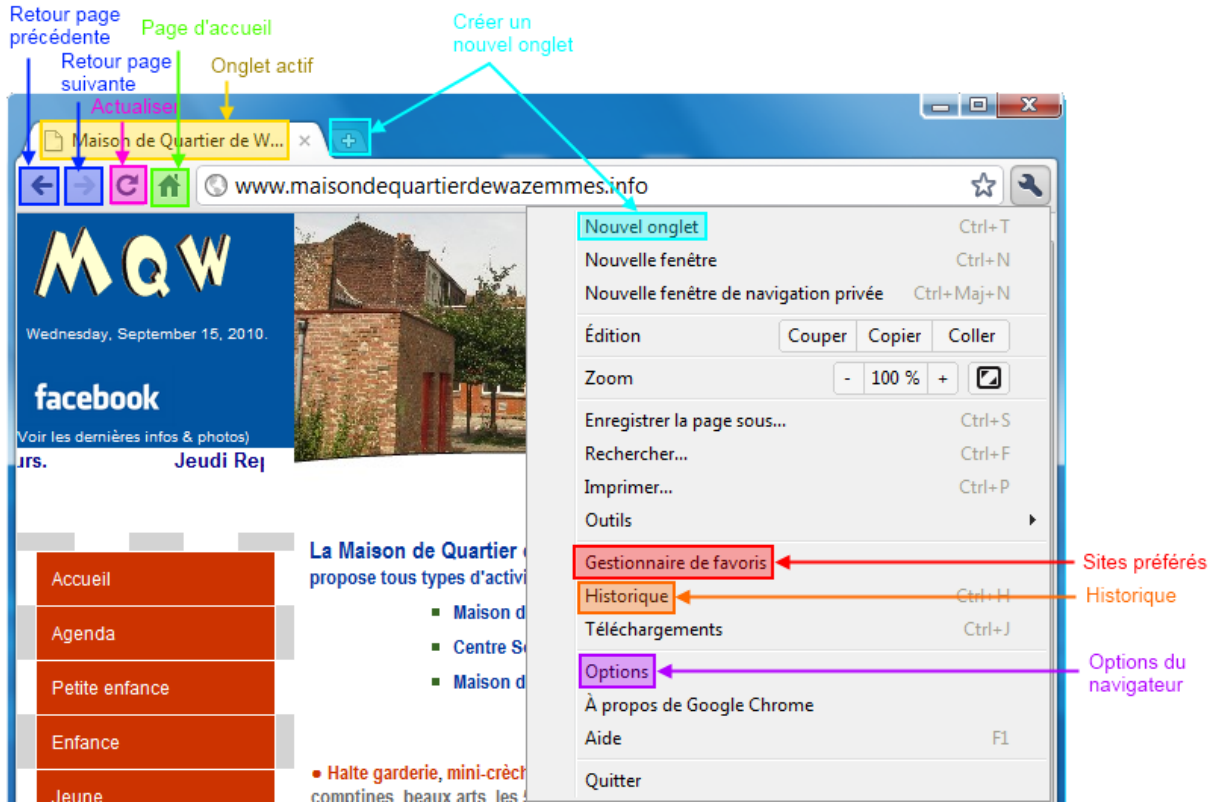 Retour page
précédente
Page d'accueil
Créer un
nouvel onglet
Retour page
suivante
Onglet actif
Actualiser
Maison de Quartier de W...
www.maisondequartierdewazemmes.info
MQW
Wednesday, September 15, 2010.
facebook
(Voir les dernières infos & photos)
urs. Jeudi Rep
Accueil
Agenda
Petite enfance
Enfance
Jeune
La Maison de Quartier
propose tous types d'activi
Maison d
Centre So
Maison d
• Halte garderie, mini-crèch
comptines, beaux arts, les
Nouvel onglet Ctrl+T
Nouvelle fenêtre Ctrl+N
Nouvelle fenêtre de navigation privée Ctrl+Maj+N
Édition Couper Copier Coller
Zoom - 100 % +
Enregistrer la page sous... Ctrl+S
Rechercher... Ctrl+F
Imprimer... Ctrl+P
Outils
Gestionnaire de favoris
Historique Ctrl+H
Téléchargements Ctrl+J
Options
À propos de Google Chrome
Aide F1
Quitter
Sites préférés
Historique
Options du
navigateur